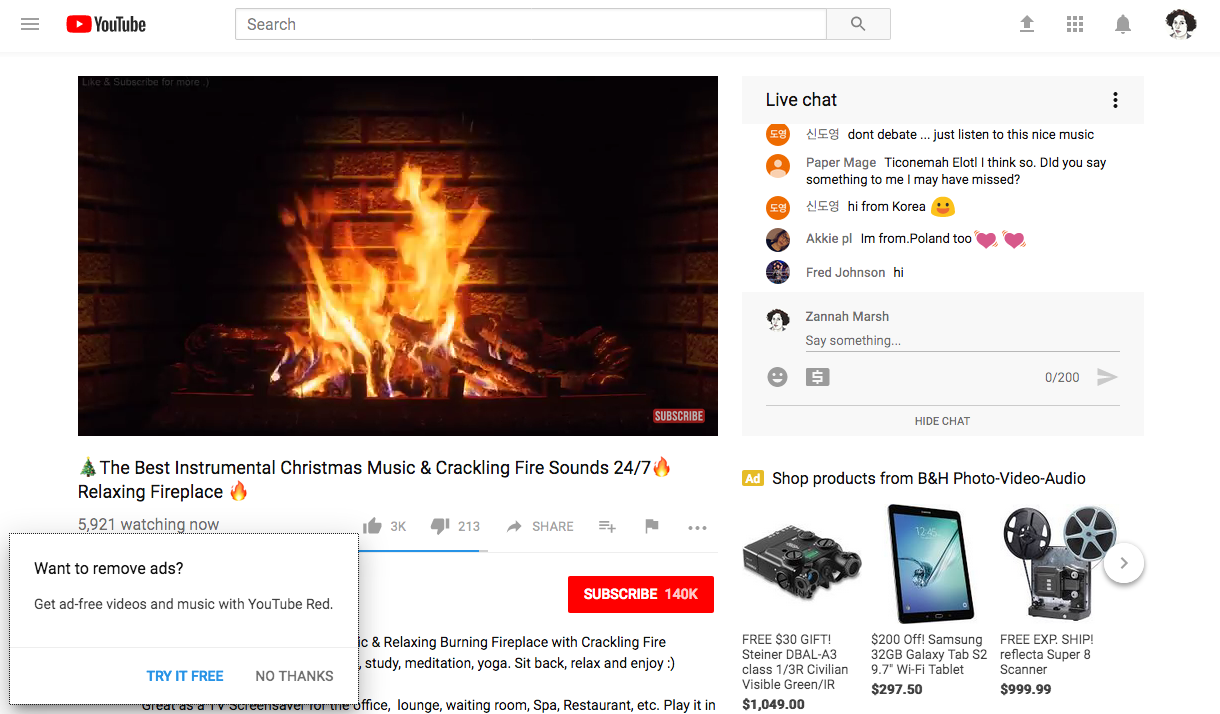 YouTube
Search
Like & Subscribe for more :)
SUBSCRIBE
Live chat
도영 신도영 dont debate ... just listen to this nice music
Paper Mage Ticonemah Elotl I think so. DId you say
something to me I may have missed?
도영 신도영 hi from Korea 😃
Akkie pl Im from.Poland too 💓 💓
Fred Johnson hi
Zannah Marsh
Say something...
0/200
HIDE CHAT
🎄The Best Instrumental Christmas Music & Crackling Fire Sounds 24/7🔥
Relaxing Fireplace 🔥
5,921 watching now
3K 213 SHARE
Want to remove ads?
Get ad-free videos and music with YouTube Red.
TRY IT FREE NO THANKS
SUBSCRIBE 140K
ic & Relaxing Burning Fireplace with Crackling Fire
, study, meditation, yoga. Sit back, relax and enjoy :)
Great as a TV Screensaver for the office, lounge, waiting room, Spa, Restaurant, etc. Play it in
Ad Shop products from B&H Photo-Video-Audio
FREE $30 GIFT!
Steiner DBAL-A3
class 1/3R Civilian
Visible Green/IR
$1,049.00
$200 Off! Samsung
32GB Galaxy Tab S2
9.7" Wi-Fi Tablet
$297.50
FREE EXP. SHIP!
reflecta Super 8
Scanner
$999.99